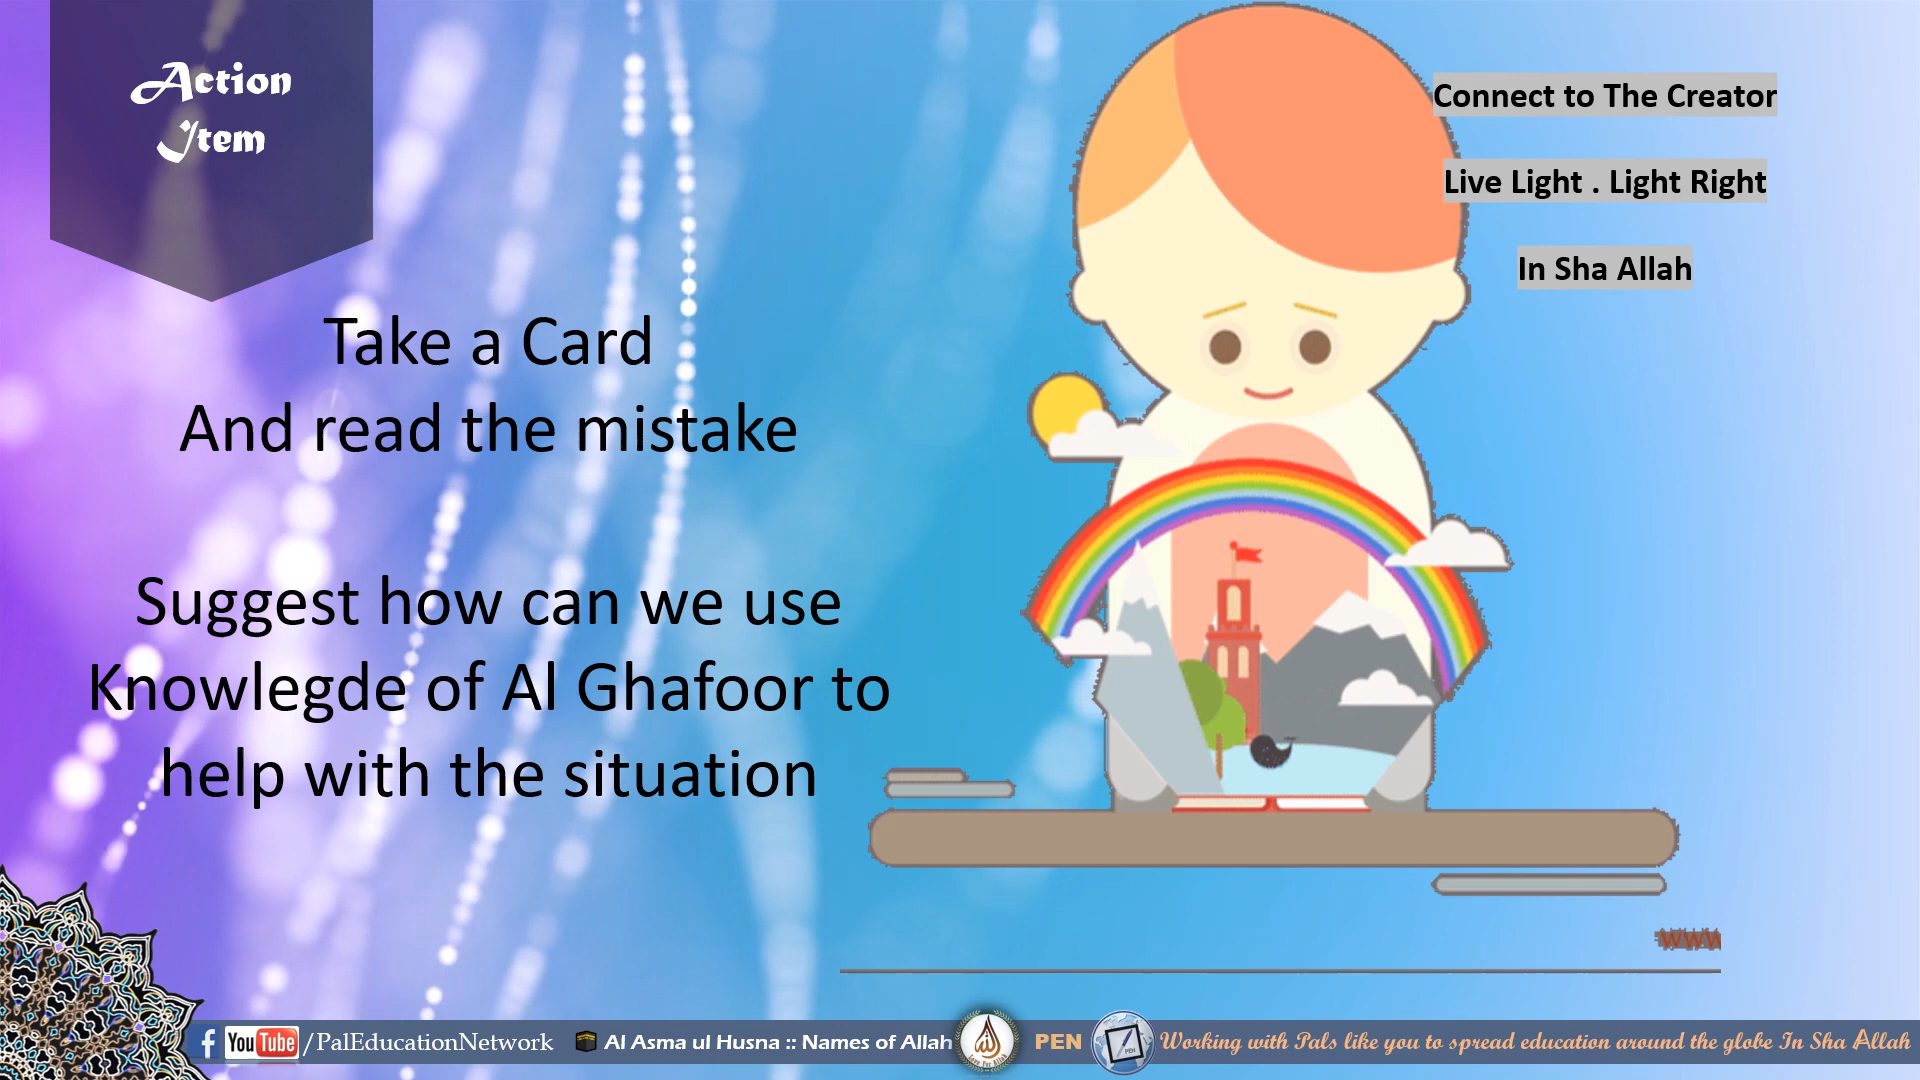 Action
Item
Connect to The Creator
Live Light . Light Right
In Sha Allah
Take a Card
And read the mistake
Suggest how can we use
Knowlegde of Al Ghafoor to
help with the situation
www
f YouTube /PalEducationNetwork Al Asma ul Husna :: Names of Allah PEN Working with Pals like you to spread education around the globe In Sha Allah